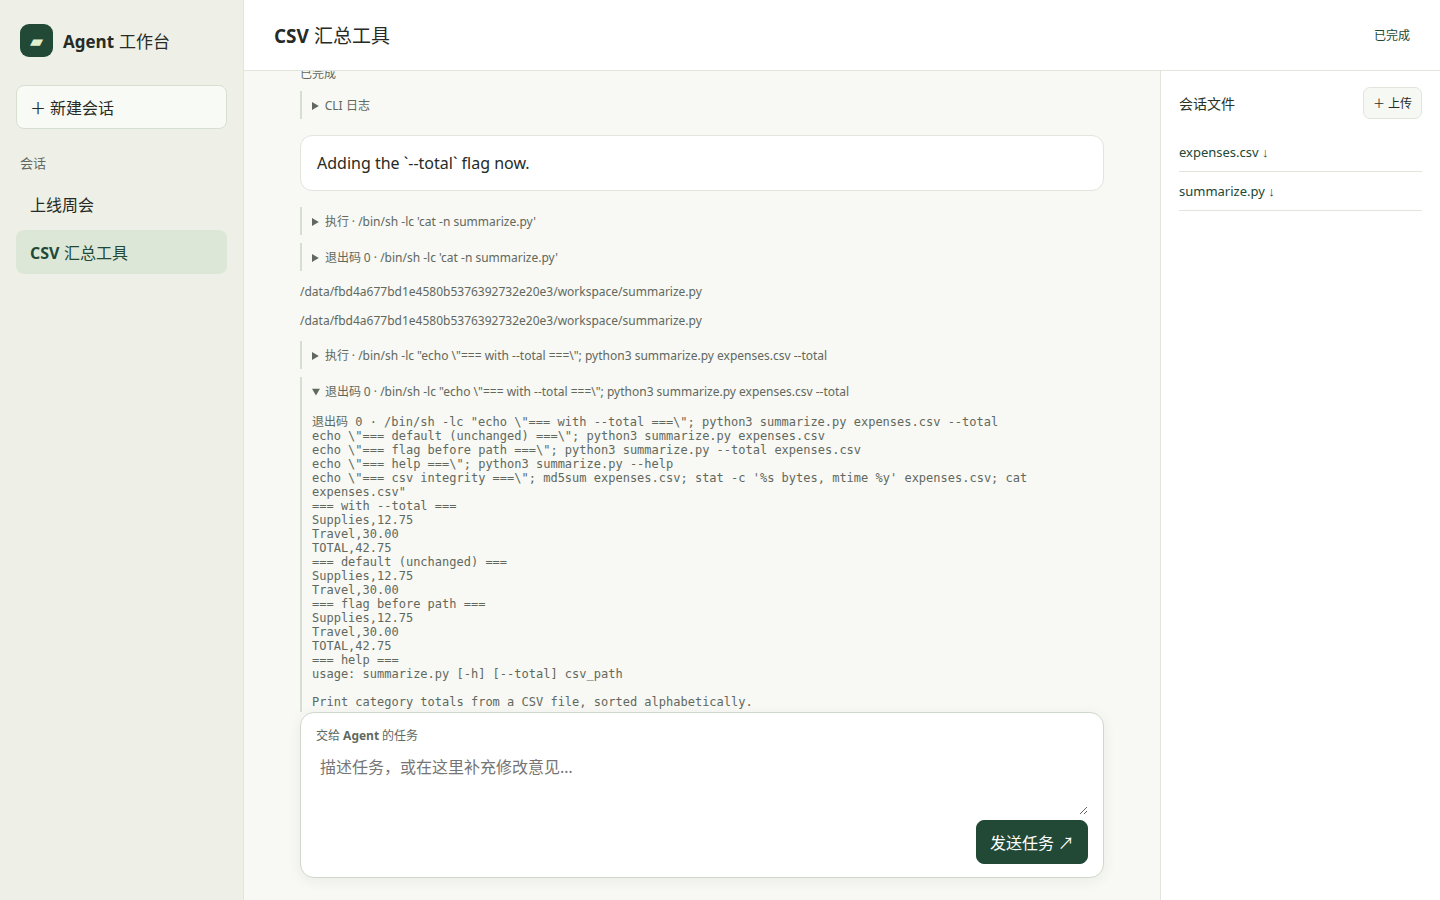 Agent 工作台
＋ 新建会话
会话
上线周会
CSV 汇总工具
CSV 汇总工具
已完成
已完成
▶ CLI 日志
Adding the `--total` flag now.
▶ 执行 · /bin/sh -lc 'cat -n summarize.py'
▶ 退出码 0 · /bin/sh -lc 'cat -n summarize.py'
/data/fbd4a677bd1e4580b5376392732e20e3/workspace/summarize.py
/data/fbd4a677bd1e4580b5376392732e20e3/workspace/summarize.py
▶ 执行 · /bin/sh -lc "echo \"=== with --total ===\"; python3 summarize.py expenses.csv --total
▼ 退出码 0 · /bin/sh -lc "echo \"=== with --total ===\"; python3 summarize.py expenses.csv --total
退出码 0 · /bin/sh -lc "echo \"=== with --total ===\"; python3 summarize.py expenses.csv --total
echo \"=== default (unchanged) ===\"; python3 summarize.py expenses.csv
echo \"=== flag before path ===\"; python3 summarize.py --total expenses.csv
echo \"=== help ===\"; python3 summarize.py --help
echo \"=== csv integrity ===\"; md5sum expenses.csv; stat -c '%s bytes, mtime %y' expenses.csv; cat
expenses.csv"
=== with --total ===
Supplies,12.75
Travel,30.00
TOTAL,42.75
=== default (unchanged) ===
Supplies,12.75
Travel,30.00
=== flag before path ===
Supplies,12.75
Travel,30.00
TOTAL,42.75
=== help ===
usage: summarize.py [-h] [--total] csv_path
Print category totals from a CSV file, sorted alphabetically.
交给 Agent 的任务
描述任务，或在这里补充修改意见...
发送任务 ↗
会话文件
＋ 上传
expenses.csv ↓
summarize.py ↓